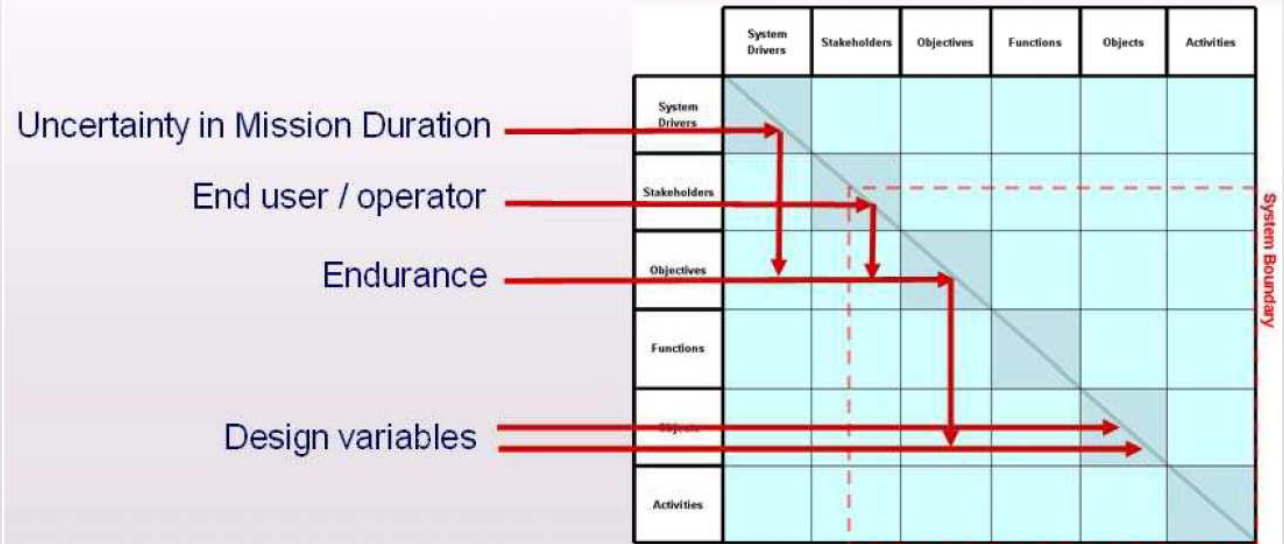 System
Drivers
Stakeholders
Objectives
Functions
Objects
Activities
System
Drivers
Uncertainty in Mission Duration
Stakeholders
End user / operator
System Boundary
Objectives
Endurance
Functions
Objects
Design variables
Activities